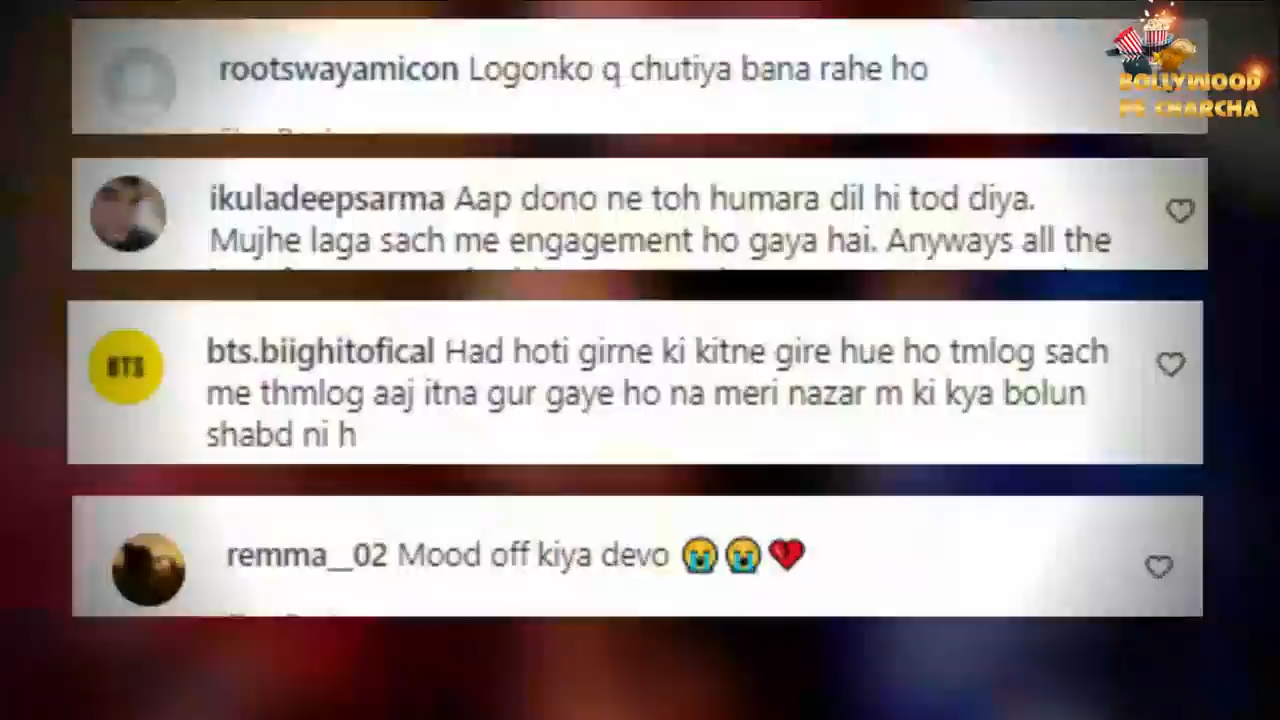 BOLLYWOOD
PE CHARCHA
rootswayamicon Logonko q chutiya bana rahe ho
ikuladeepsarma Aap dono ne toh humara dil hi tod diya.
Mujhe laga sach me engagement ho gaya hai. Anyways all the
bts.biighitofical Had hoti girne ki kitne gire hue ho tmlog sach
me thmlog aaj itna gur gaye ho na meri nazar m ki kya bolun
shabd ni h
BTS
remma__02 Mood off kiya devo 😭😭💔